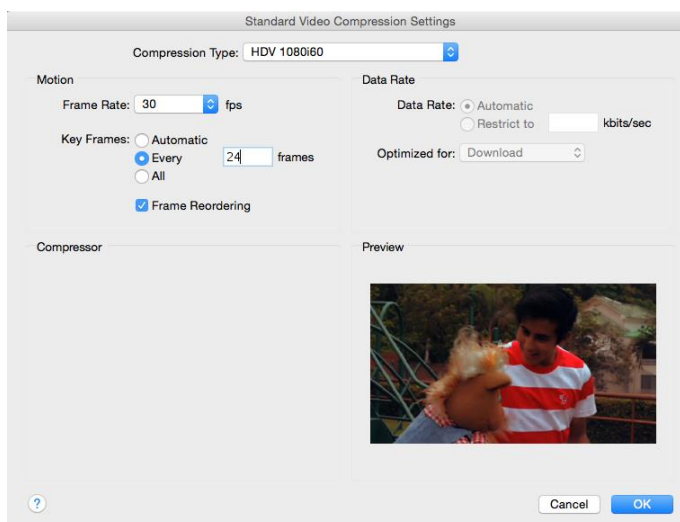 Standard Video Compression Settings
Compression Type: HDV 1080i60
Motion
Frame Rate: 30 fps
Key Frames: Automatic
Every 24 frames
All
Frame Reordering
Data Rate
Data Rate: Automatic
Restrict to kbits/sec
Optimized for: Download
Compressor
Preview
?
Cancel OK